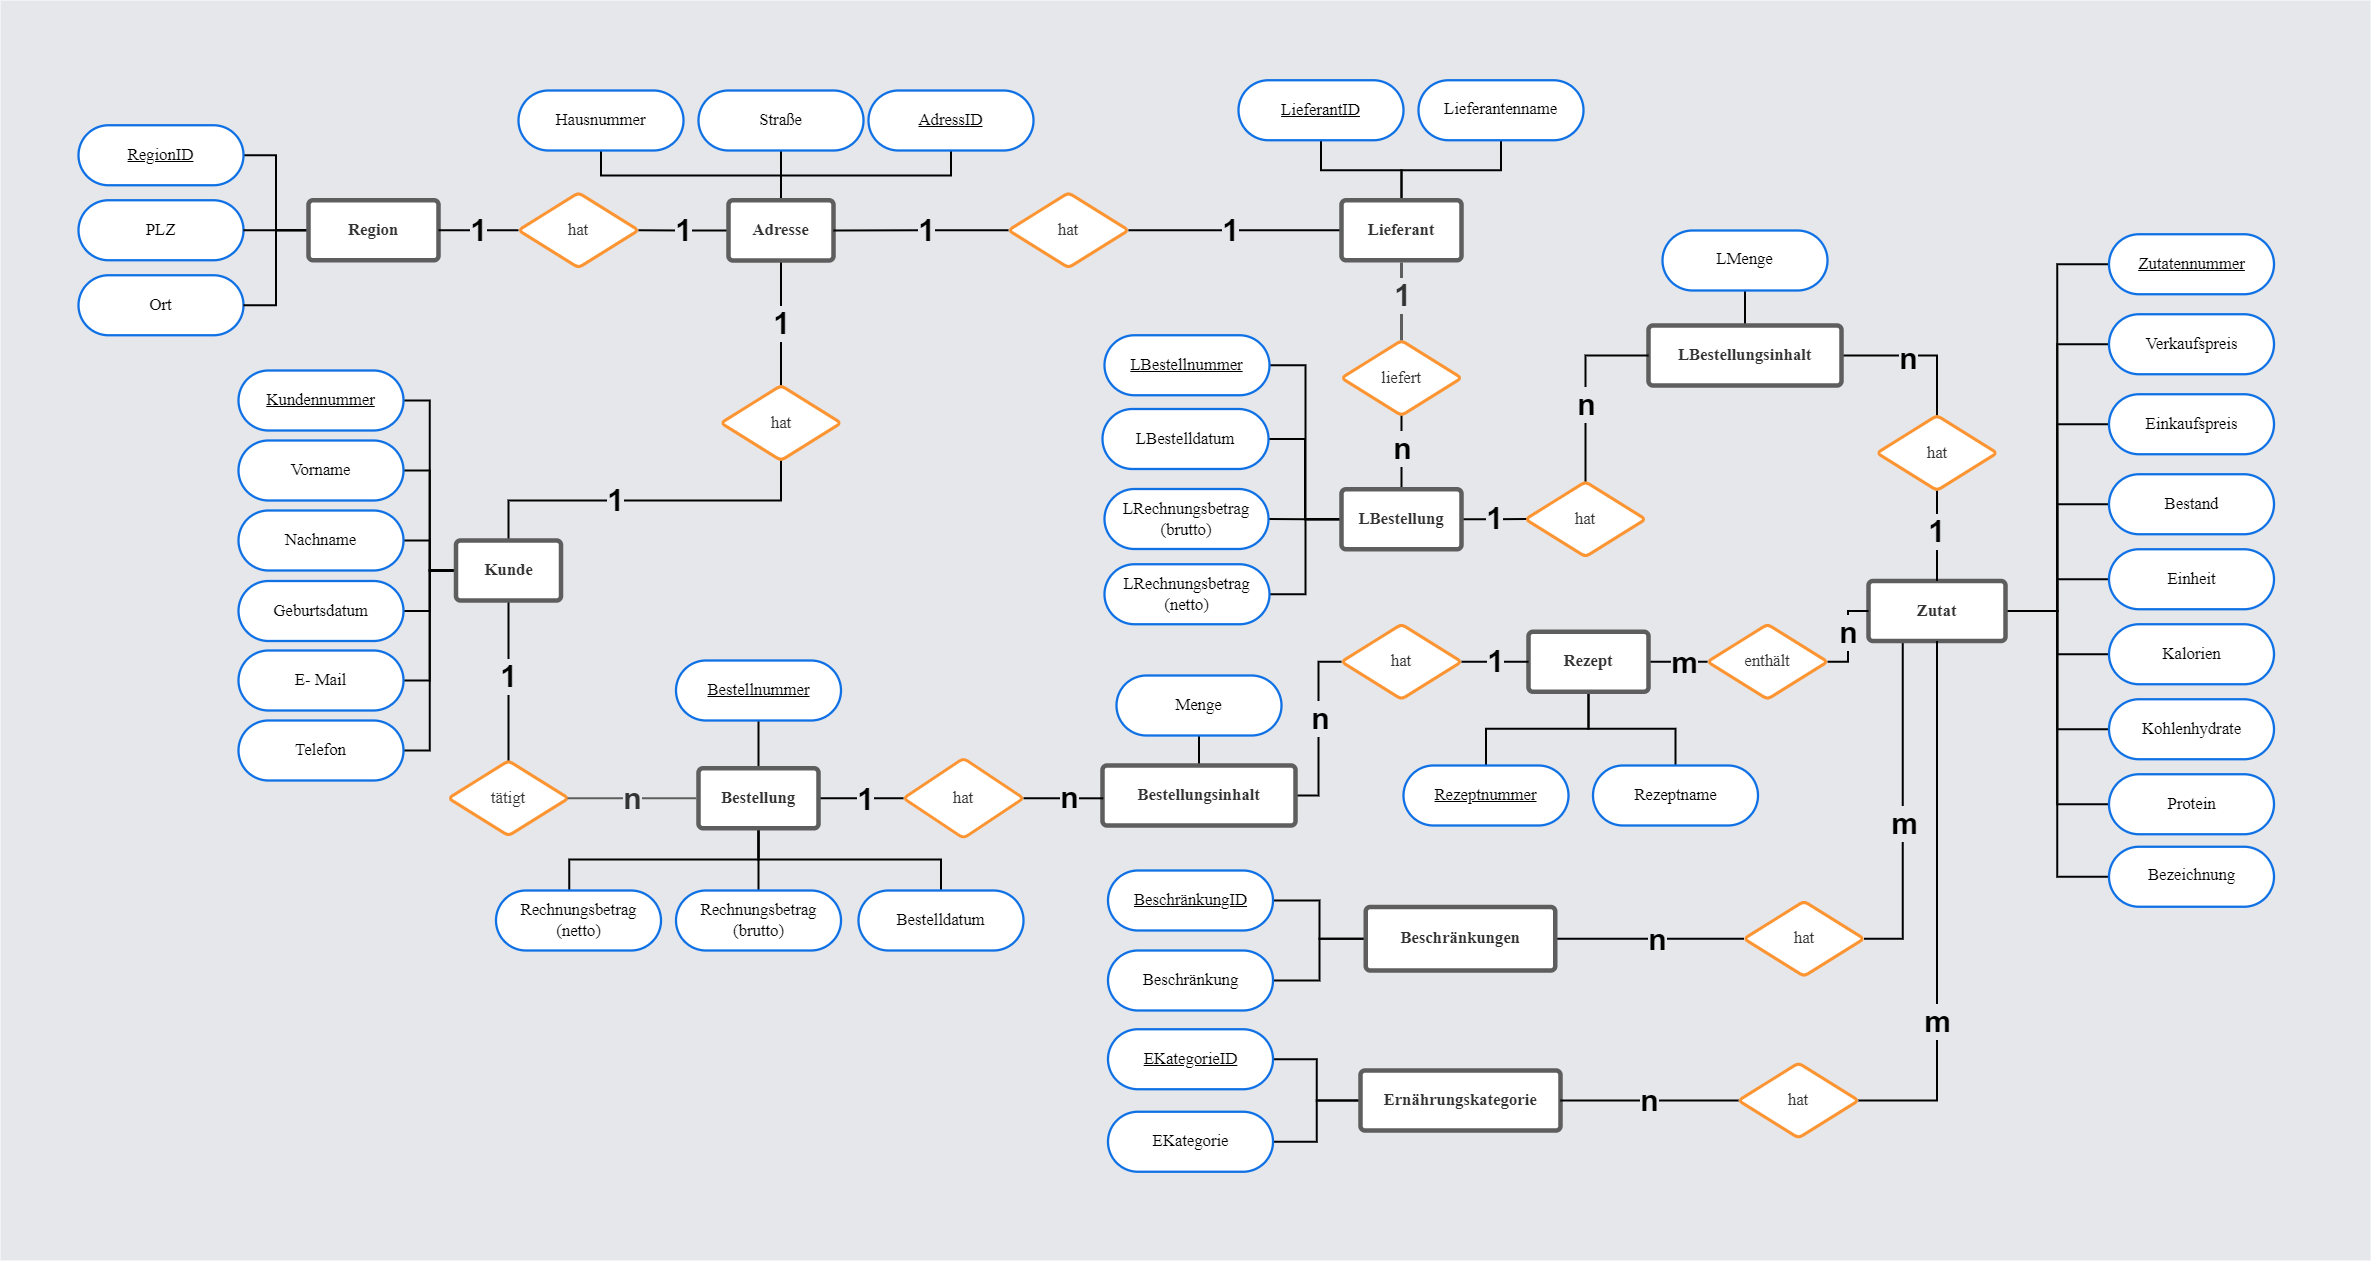 LieferantID
Lieferantenname
Hausnummer
Straße
AdressID
RegionID
PLZ
Ort
Region
1
hat
1
Adresse
1
hat
1
Lieferant
LMenge
Zutatennummer
Verkaufspreis
Einkaufspreis
Bestand
Einheit
Kalorien
Kohlenhydrate
Protein
Bezeichnung
1
hat
1
1
liefert
n
LBestellnummer
LBestelldatum
LRechnungsbetrag
(brutto)
LRechnungsbetrag
(netto)
LBestellung
1
hat
n
LBestellungsinhalt
n
hat
1
Zutat
Kundennummer
Vorname
Nachname
Geburtsdatum
E- Mail
Telefon
Kunde
1
tätigt
n
Bestellnummer
Bestellung
1
hat
n
Menge
Bestellungsinhalt
n
hat
1
Rezept
m
enthält
n
Rezeptnummer
Rezeptname
Rechnungsbetrag
(netto)
Rechnungsbetrag
(brutto)
Bestelldatum
BeschränkungID
Beschränkung
Beschränkungen
n
hat
m
EKategorieID
EKategorie
Ernährungskategorie
n
hat
m